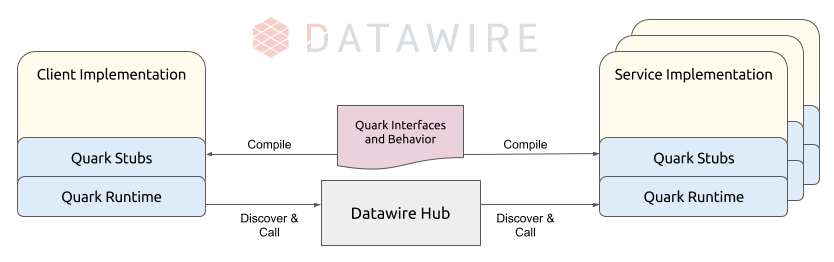 DATAWIRE
Client Implementation
Quark Stubs
Quark Runtime
Quark Interfaces
and Behavior
Compile
Compile
Datawire Hub
Discover &
Call
Discover &
Call
Service Implementation
Quark Stubs
Quark Runtime